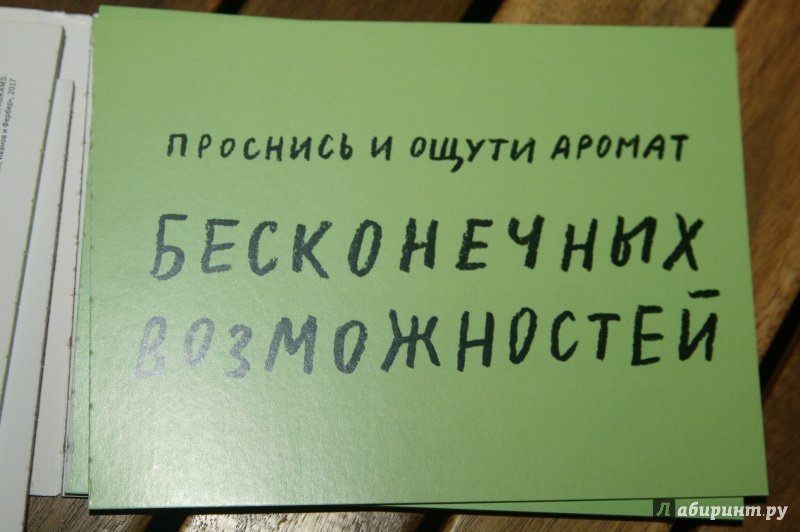 ПРОСНИСЬ И ОЩУТИ АРОМАТ
БЕСКОНЕЧНЫХ
ВОЗМОЖНОСТЕЙ
Лабиринт.ру